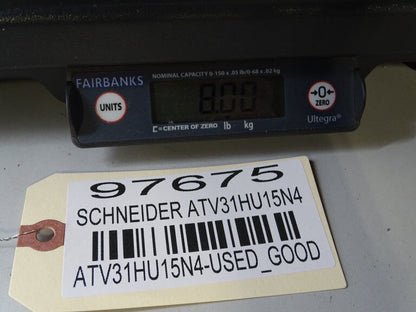 FAIRBANKS
NOMINAL CAPACITY 0-150 x .05 lb/0-68 x .02 kg
UNITS
8.00
→0←
ZERO
CENTER OF ZERO lb kg
Ultegra®
97675
SCHNEIDER ATV31HU15N4
ATV31HU15N4-USED_GOOD